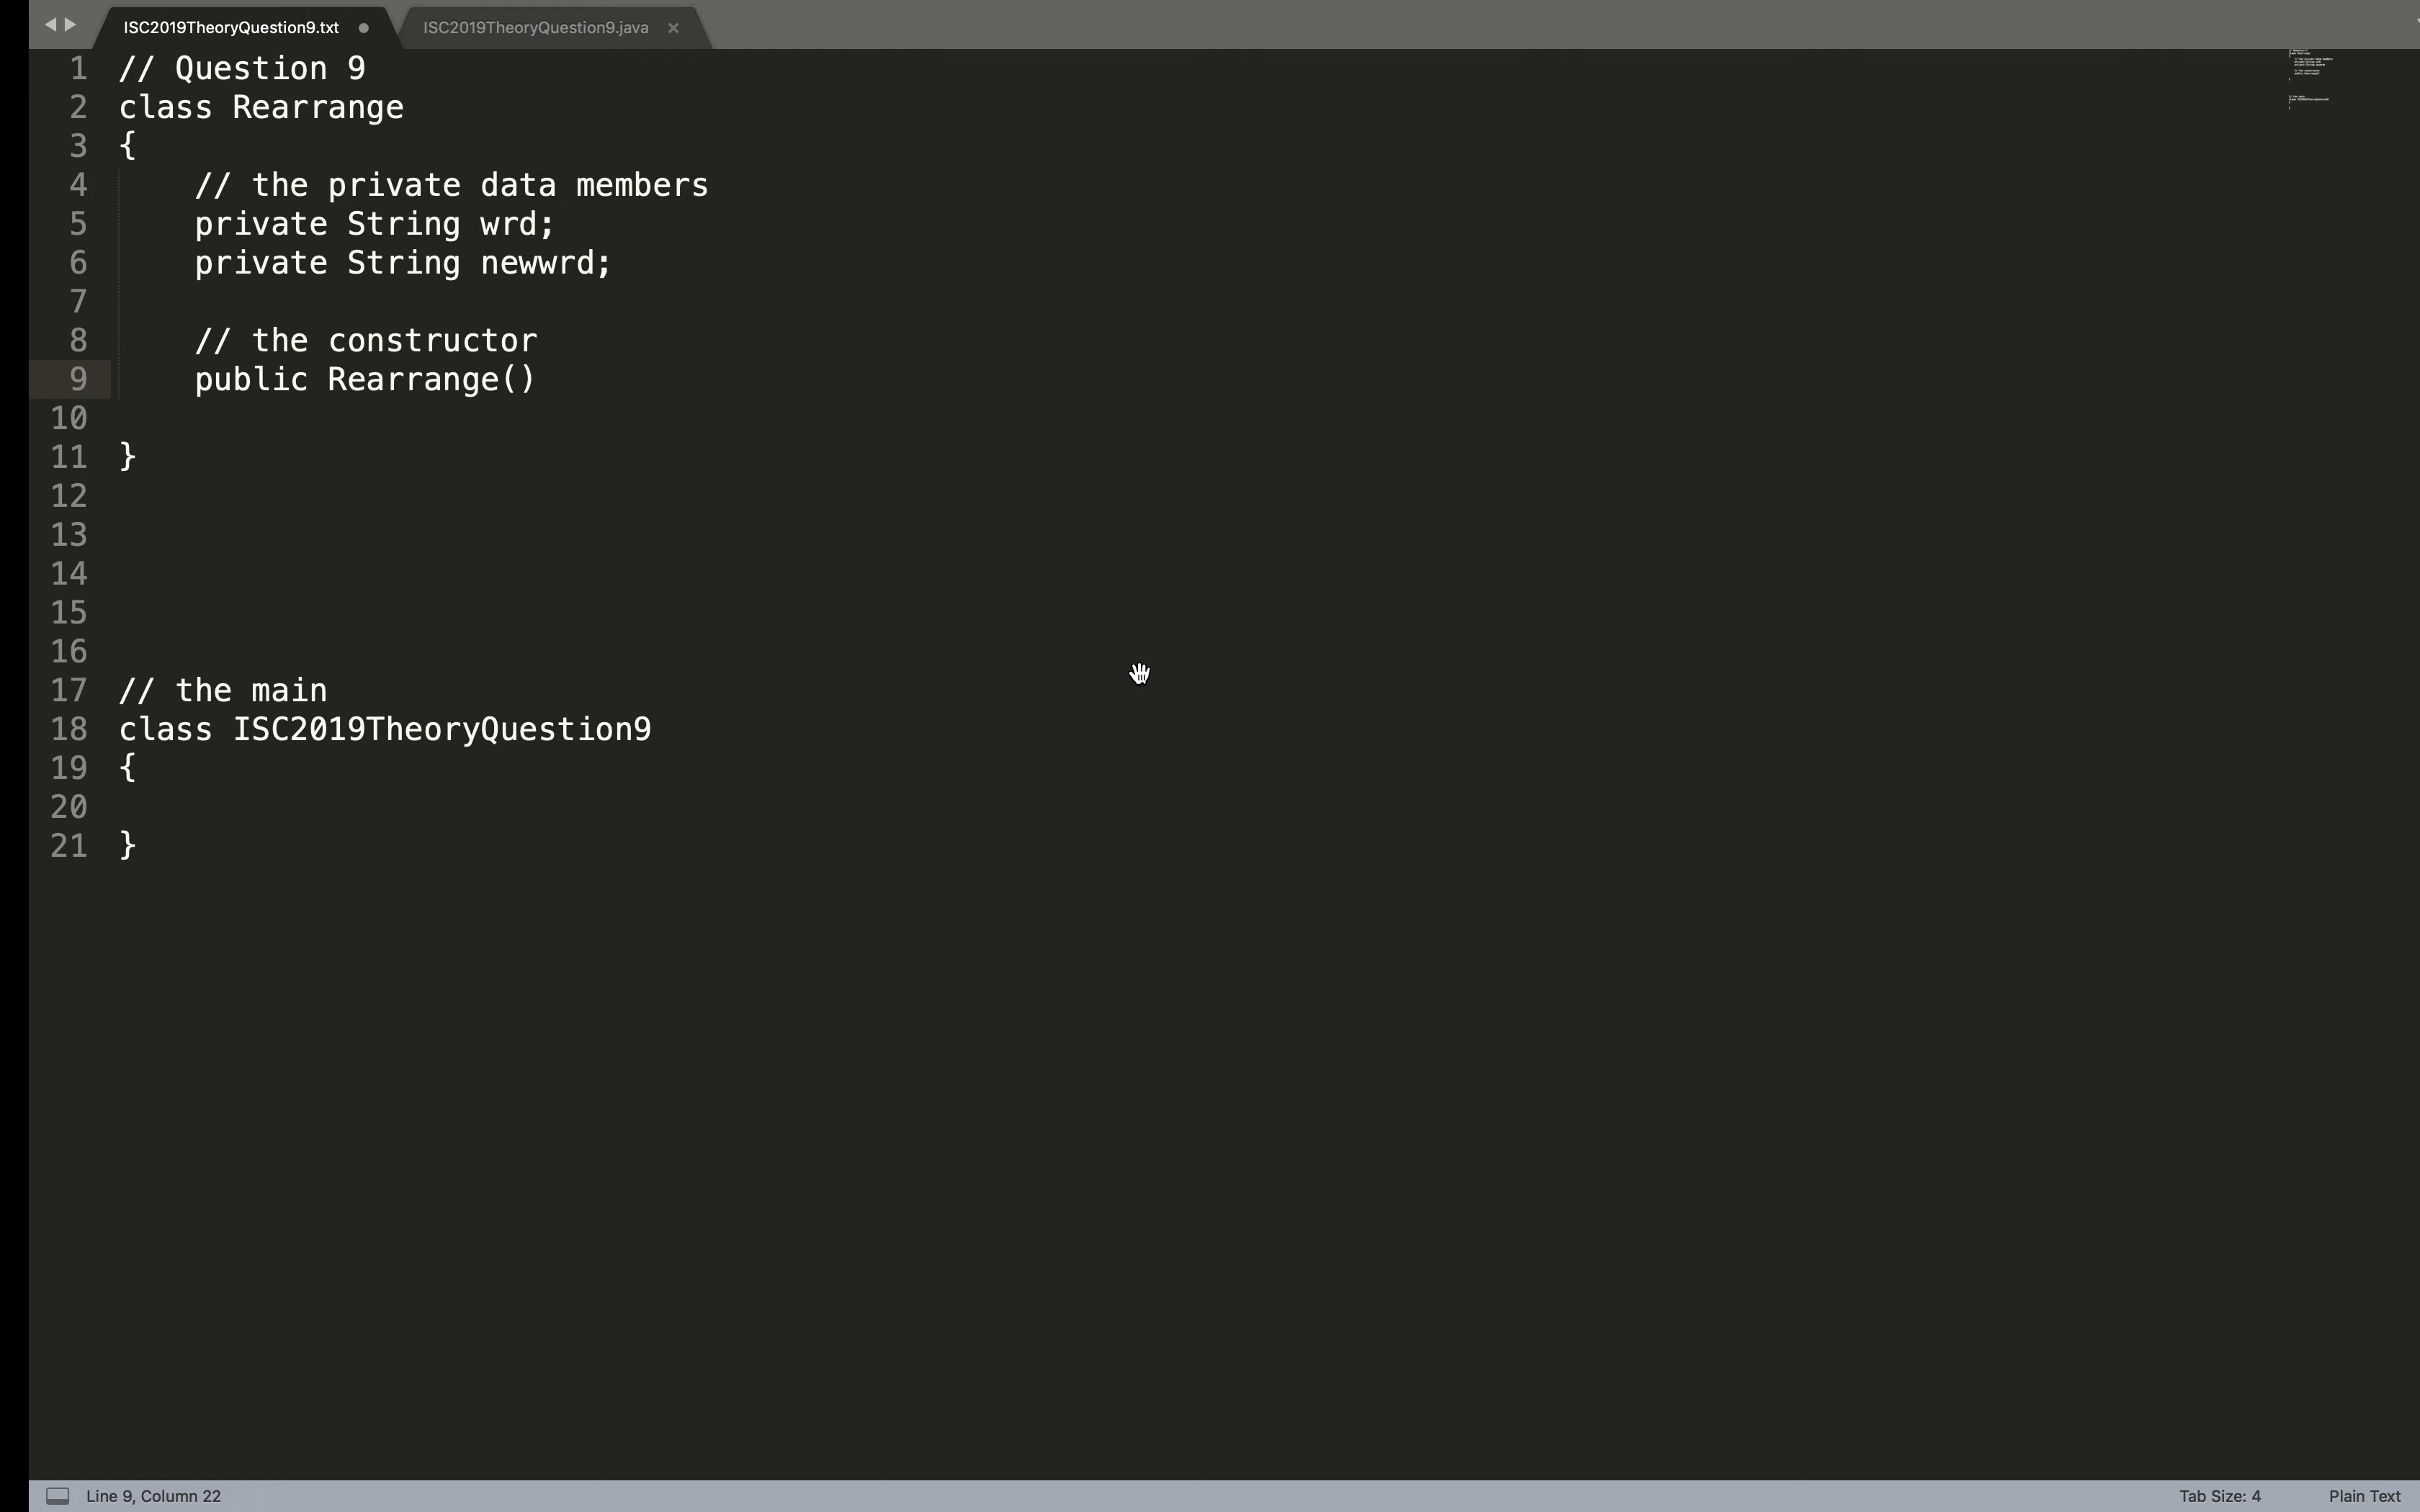 ISC2019TheoryQuestion9.txt ISC2019TheoryQuestion9.java
1 // Question 9
2 class Rearrange
3 {
4 // the private data members
5 private String wrd;
6 private String newwrd;
7
8 // the constructor
9 public Rearrange()
10
11 }
12
13
14
15
16
17 // the main
18 class ISC2019TheoryQuestion9
19 {
20
21 }
Line 9, Column 22 Tab Size: 4 Plain Text